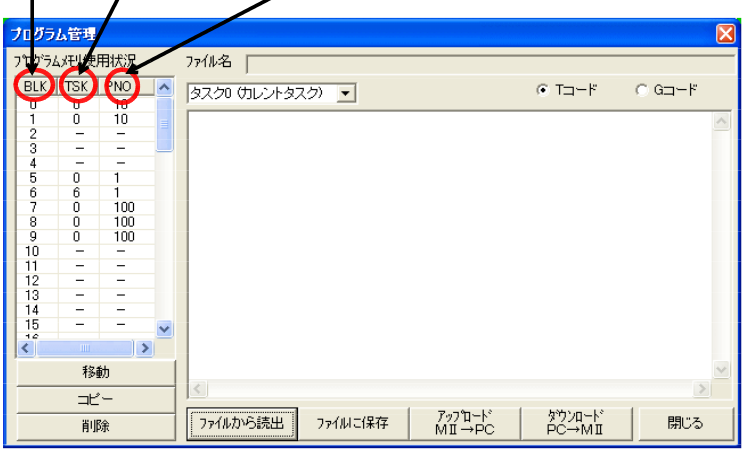 プログラム管理
プログラムメモリ使用状況
ファイル名
BLK TSK PNO
タスク0 (カレントタスク)
Tコード
Gコード
0 0 10
1 0 10
2 − −
3 − −
4 − −
5 0 1
6 6 1
7 0 100
8 0 100
9 0 100
10 − −
11 − −
12 − −
13 − −
14 − −
15 − −
移動
コピー
削除
ファイルから読出
ファイルに保存
アップロード
MⅡ→PC
ダウンロード
PC→MⅡ
閉じる